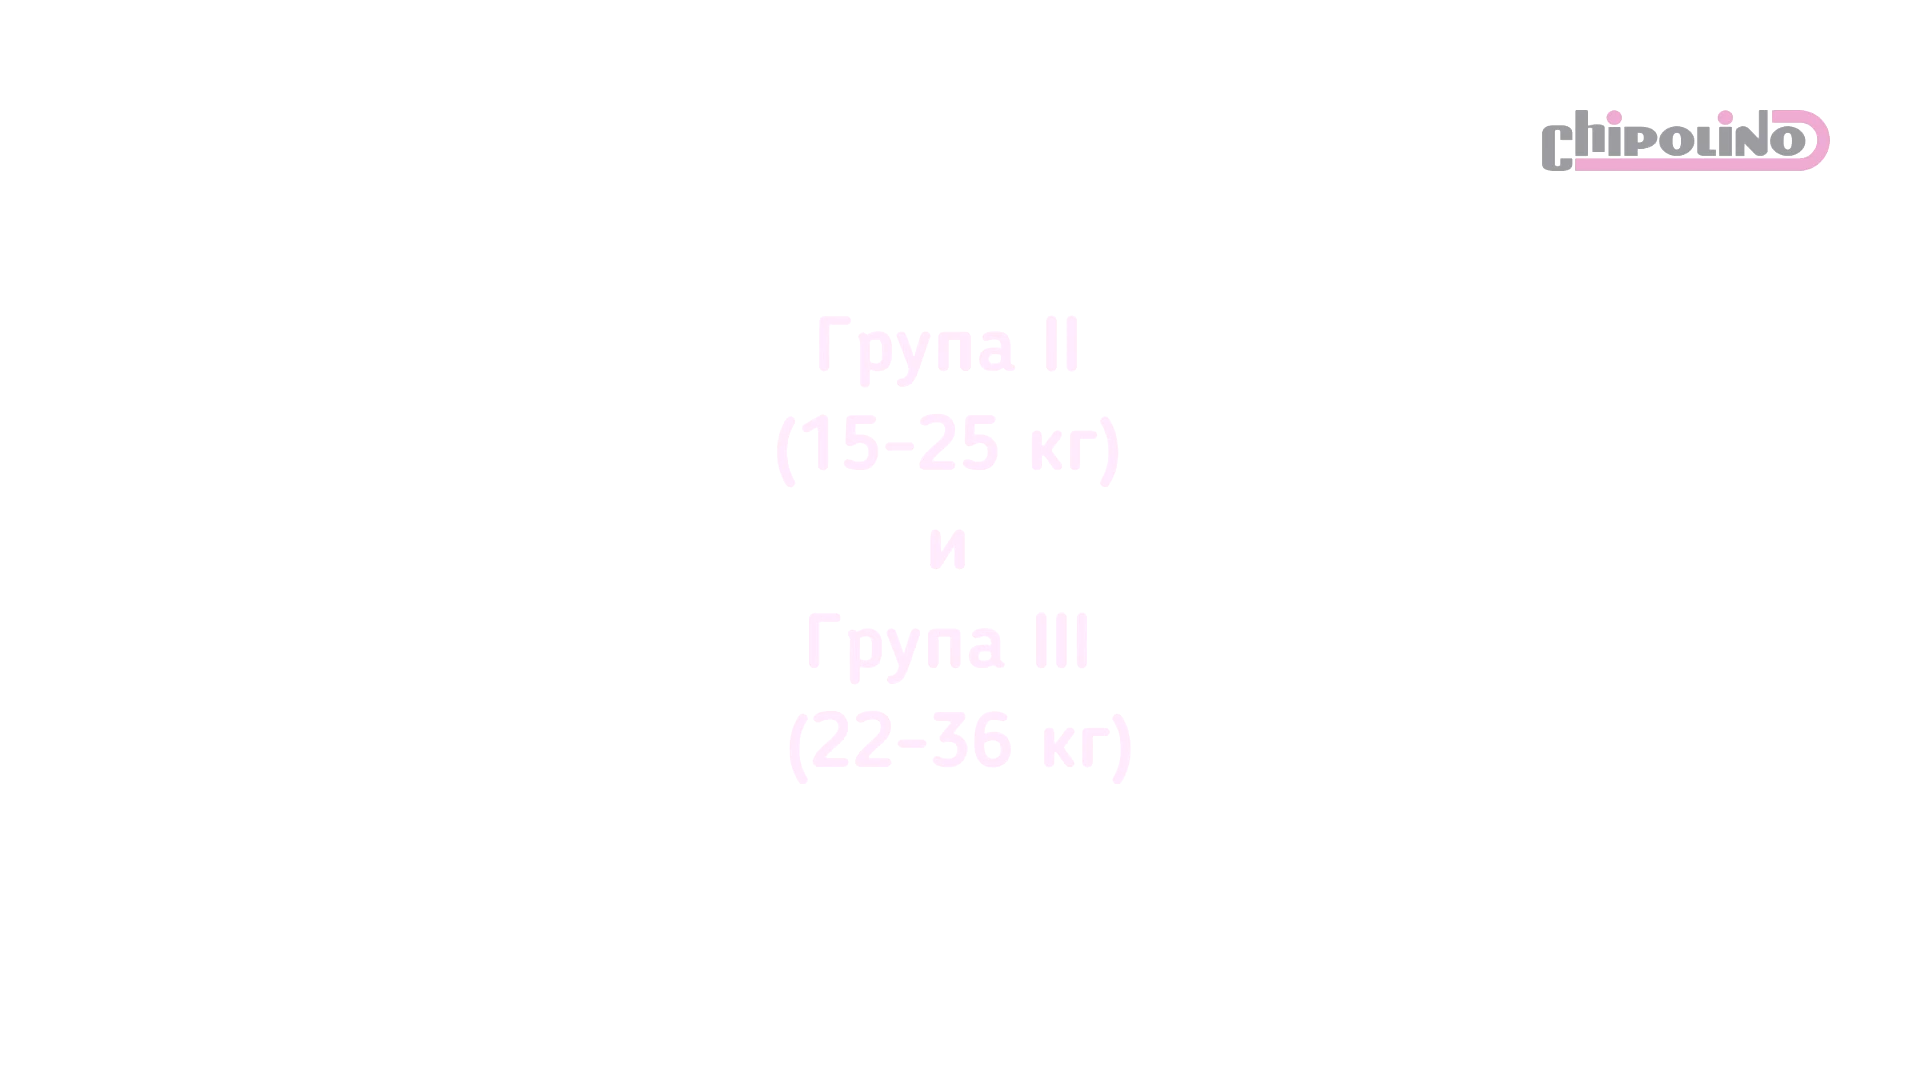 chipolino
Група II
(15-25 кг)
и
Група III
(22-36 кг)